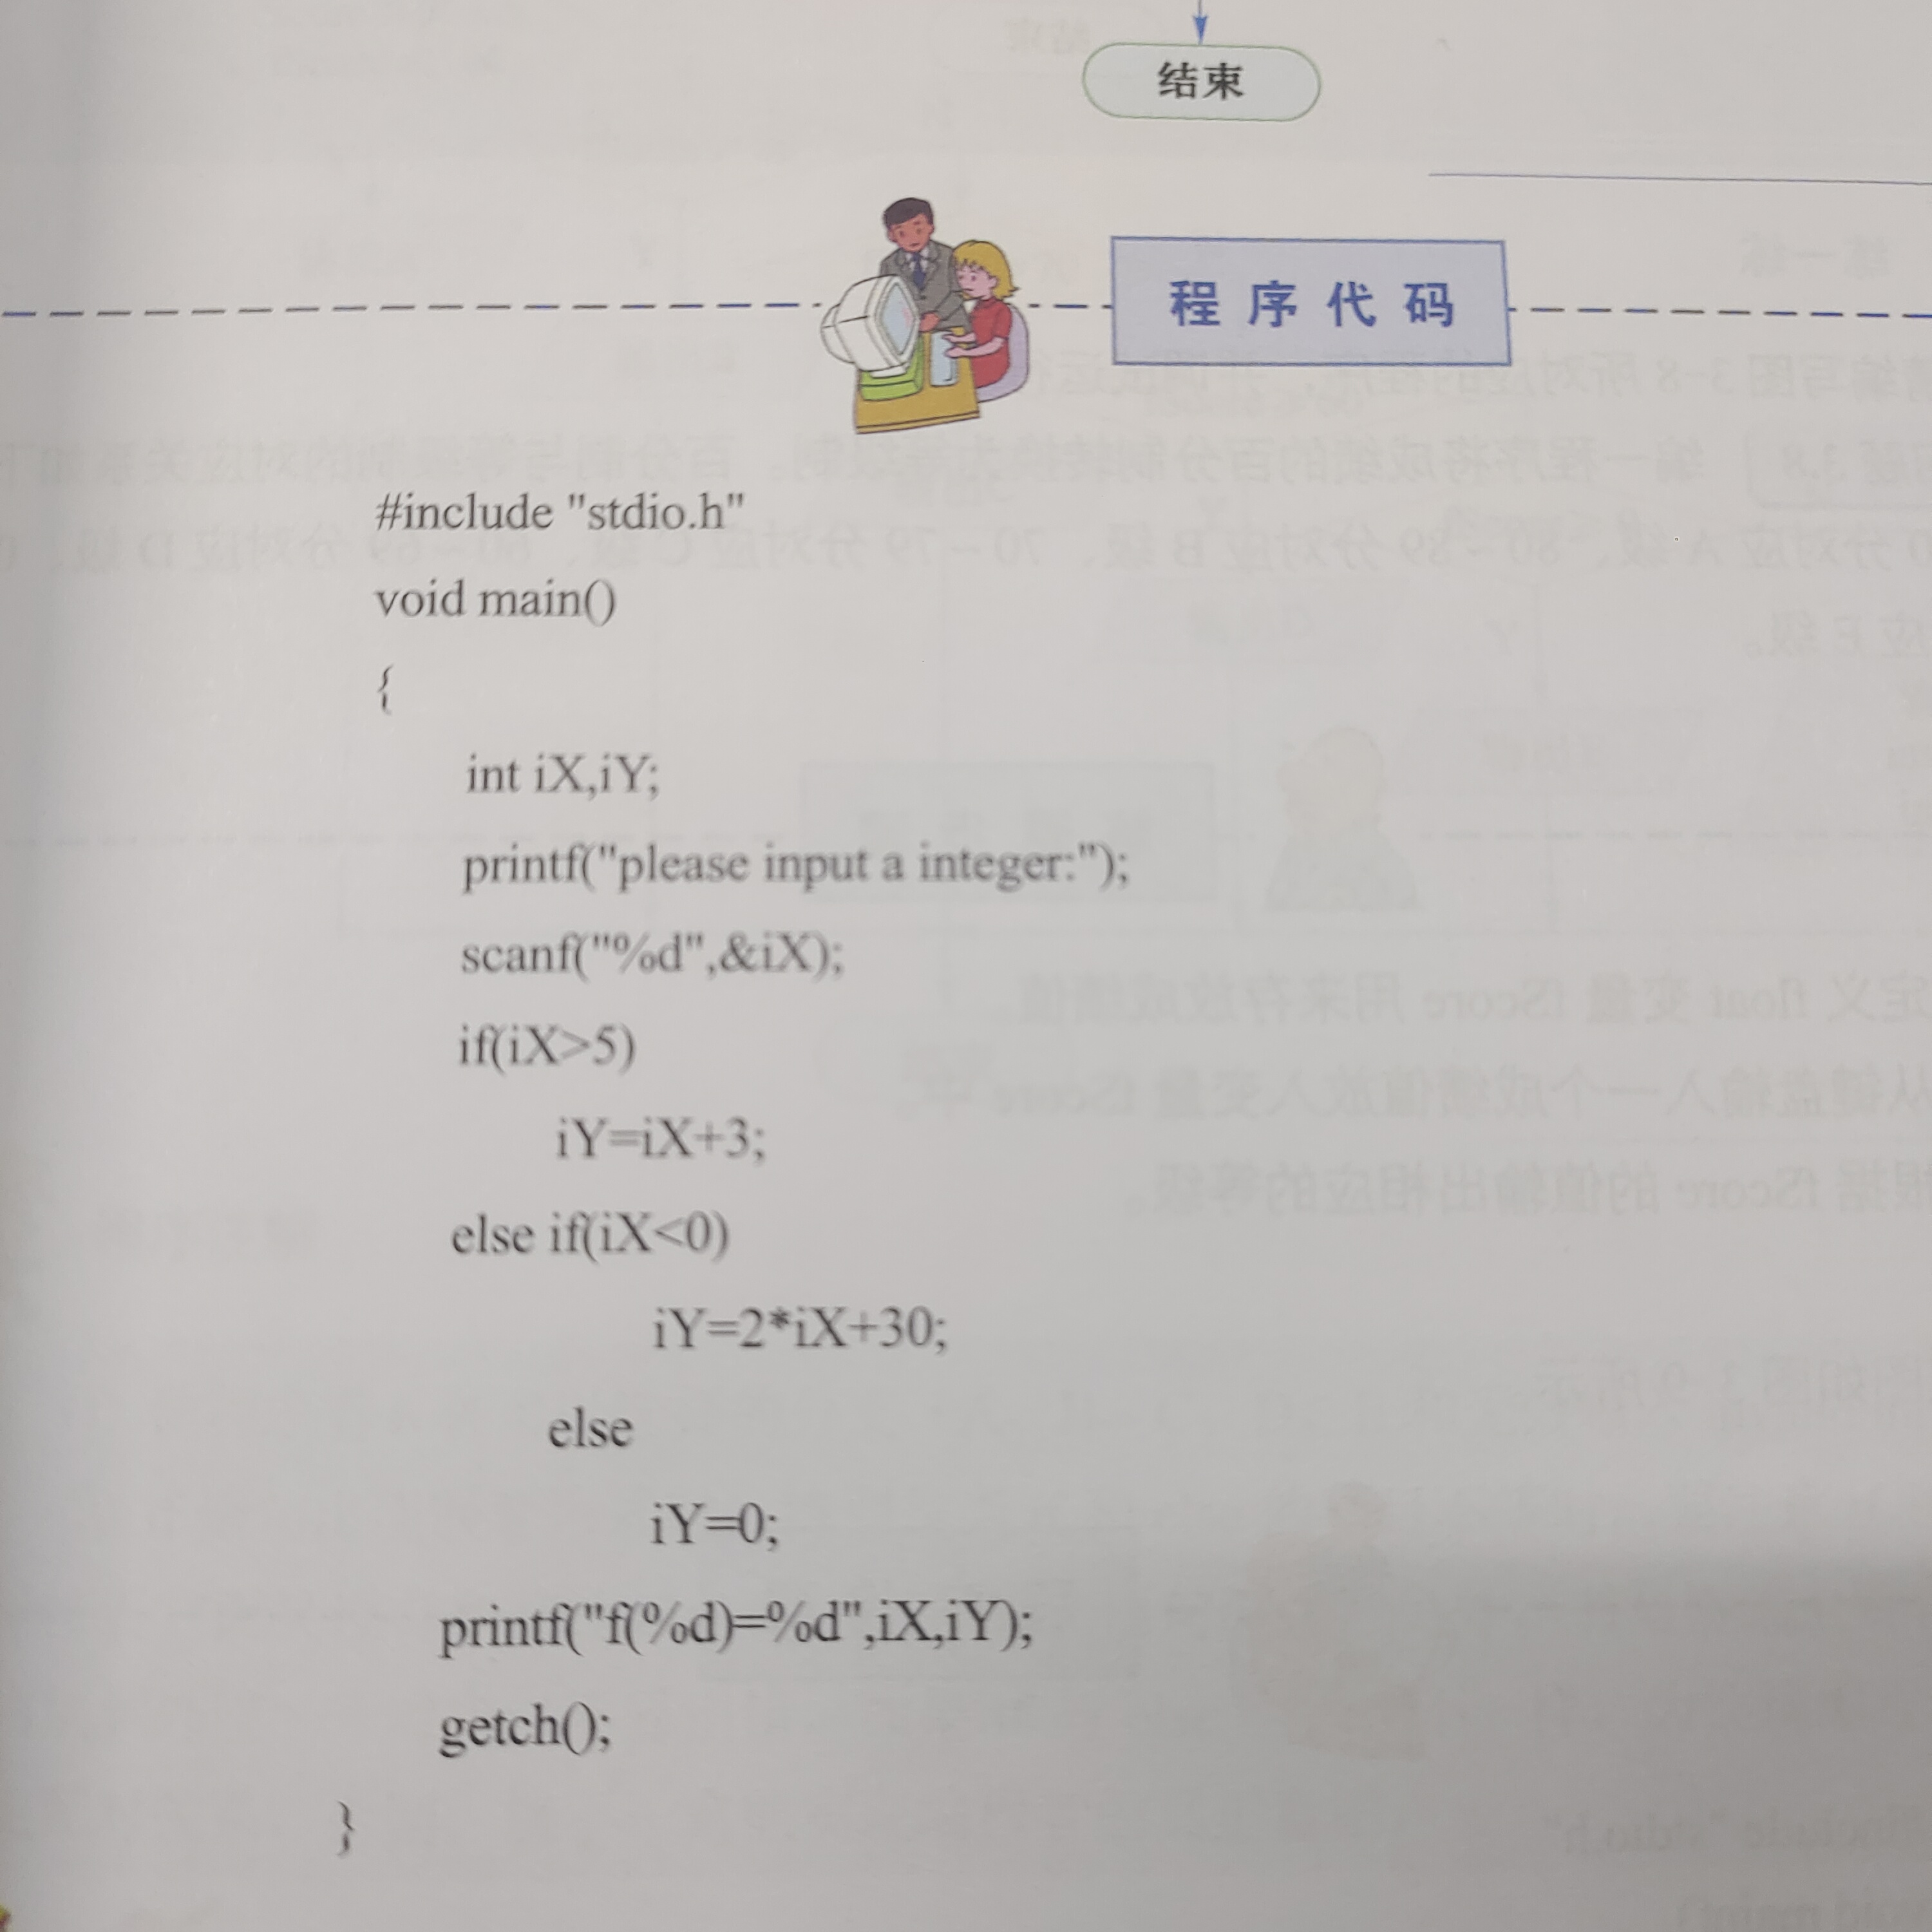 结束
程序代码
#include "stdio.h"
void main()
{
int iX,iY;
printf("please input a integer:");
scanf("%d",&iX);
if(iX>5)
iY=iX+3;
else if(iX<0)
iY=2*iX+30;
else
iY=0;
printf("f(%d)=%d",iX,iY);
getch();
}